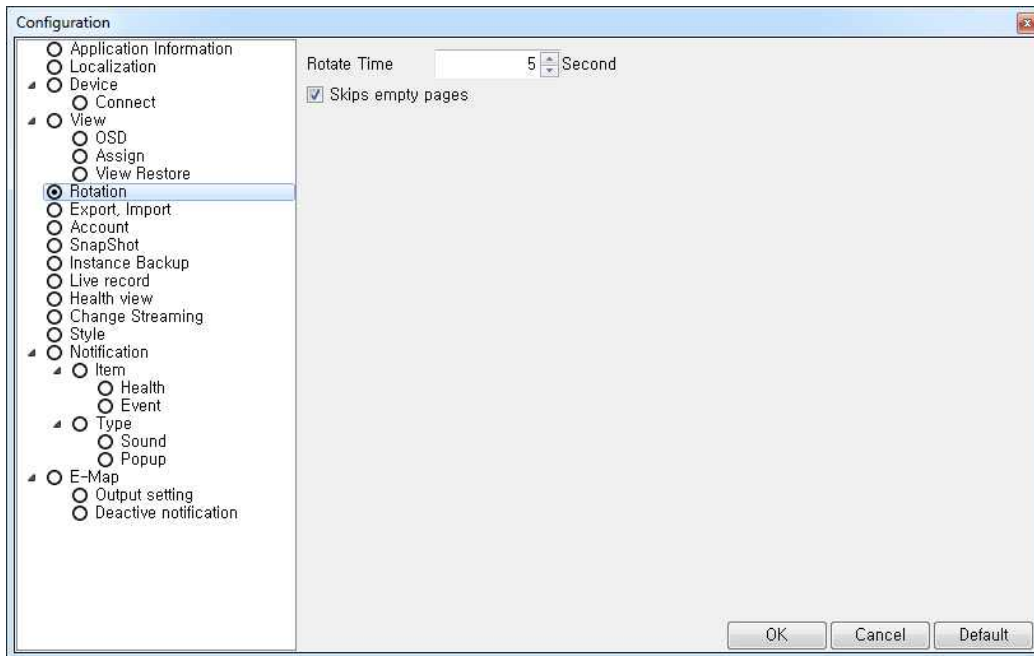 Configuration
Application Information
Localization
Device
Connect
View
OSD
Assign
View Restore
Rotation
Export, Import
Account
SnapShot
Instance Backup
Live record
Health view
Change Streaming
Style
Notification
Item
Health
Event
Type
Sound
Popup
E-Map
Output setting
Deactive notification
Rotate Time 5 Second
Skips empty pages
OK Cancel Default